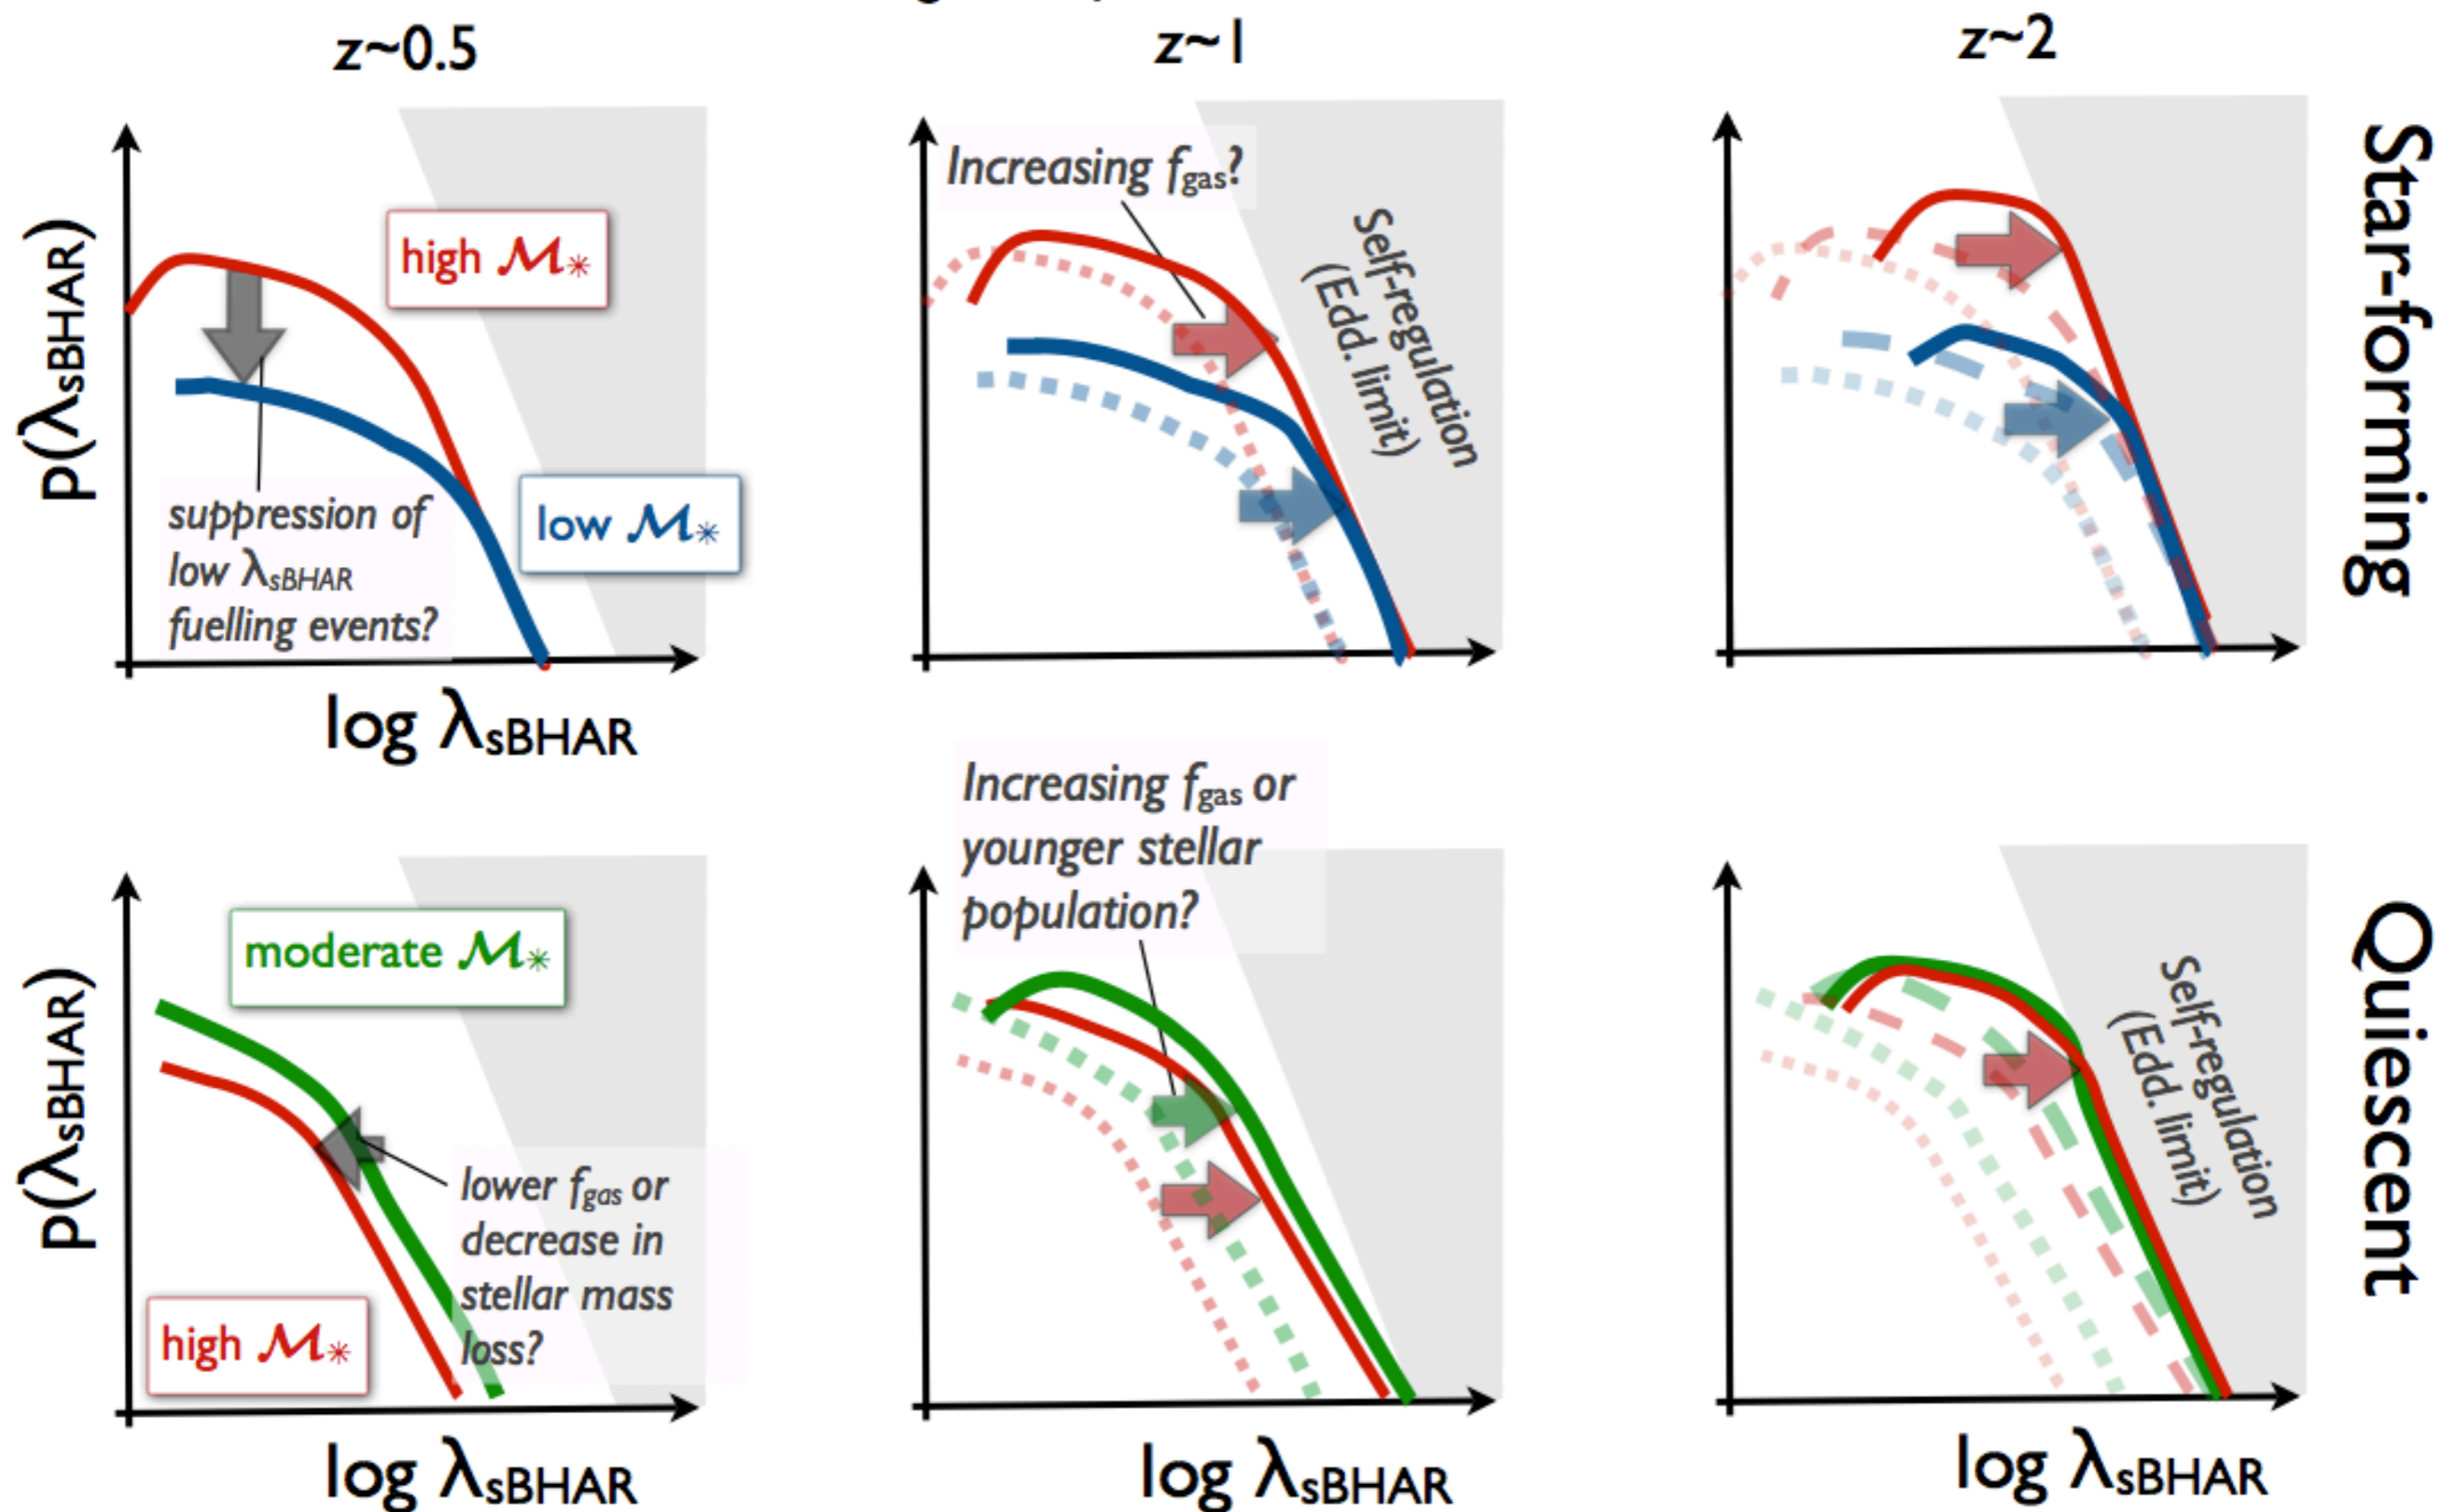 z~0.5
z~1
z~2
p(λsBHAR)
high M*
low M*
suppression of
low λsBHAR
fuelling events?
log λsBHAR
Increasing fgas?
Self-regulation
(Edd. limit)
Star-forming
p(λsBHAR)
moderate M*
high M*
lower fgas or
decrease in
stellar mass
loss?
log λsBHAR
Increasing fgas or
younger stellar
population?
log λsBHAR
Self-regulation
(Edd. limit)
log λsBHAR
Quiescent